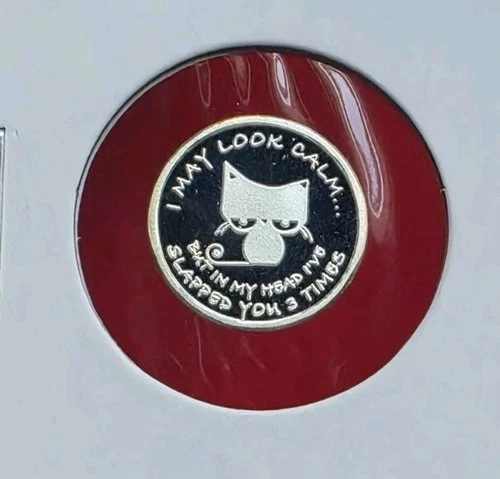 I MAY LOOK CALM...
BUT IN MY HEAD I'VE
SLAPPED YOU 3 TIMES